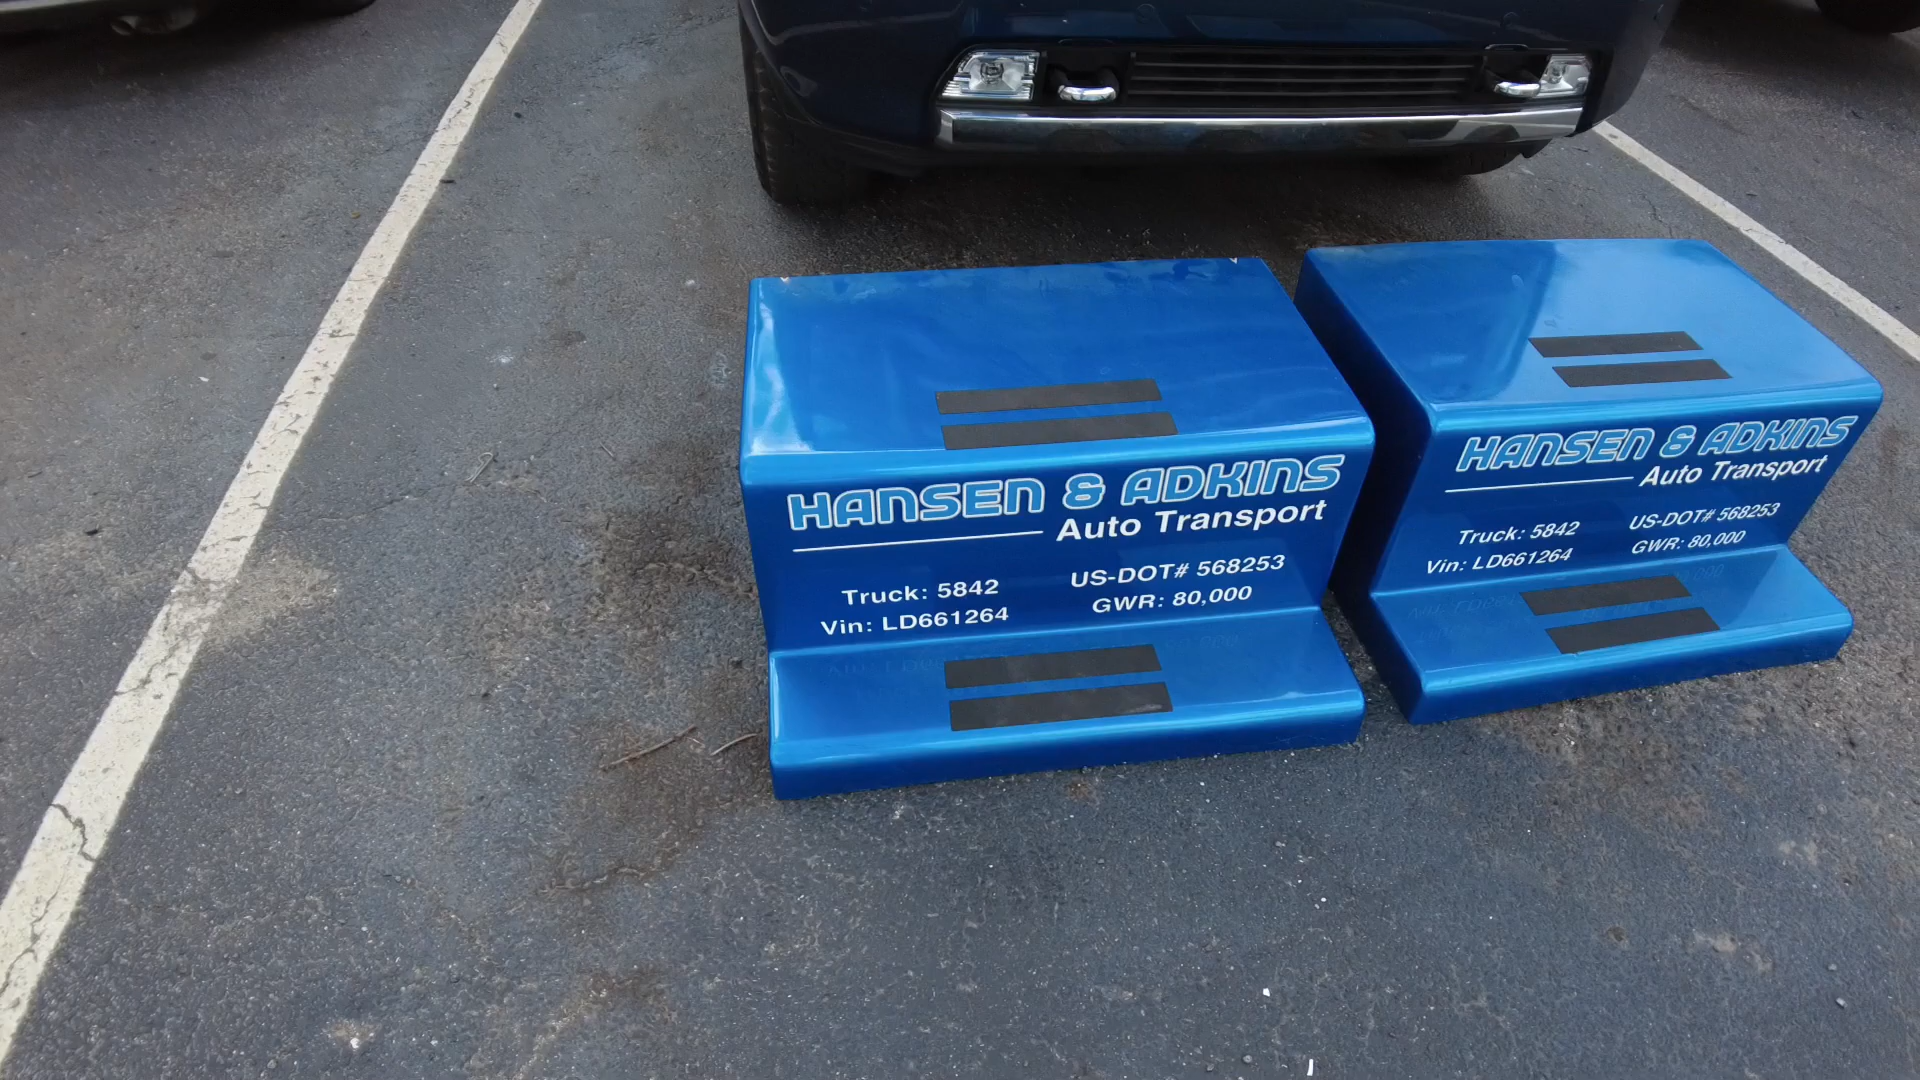 HANSEN & ADKINS
Auto Transport
Truck: 5842
US-DOT# 568253
Vin: LD661264
GWR: 80,000
HANSEN & ADKINS
Auto Transport
Truck: 5842
US-DOT# 568253
Vin: LD661264
GWR: 80,000